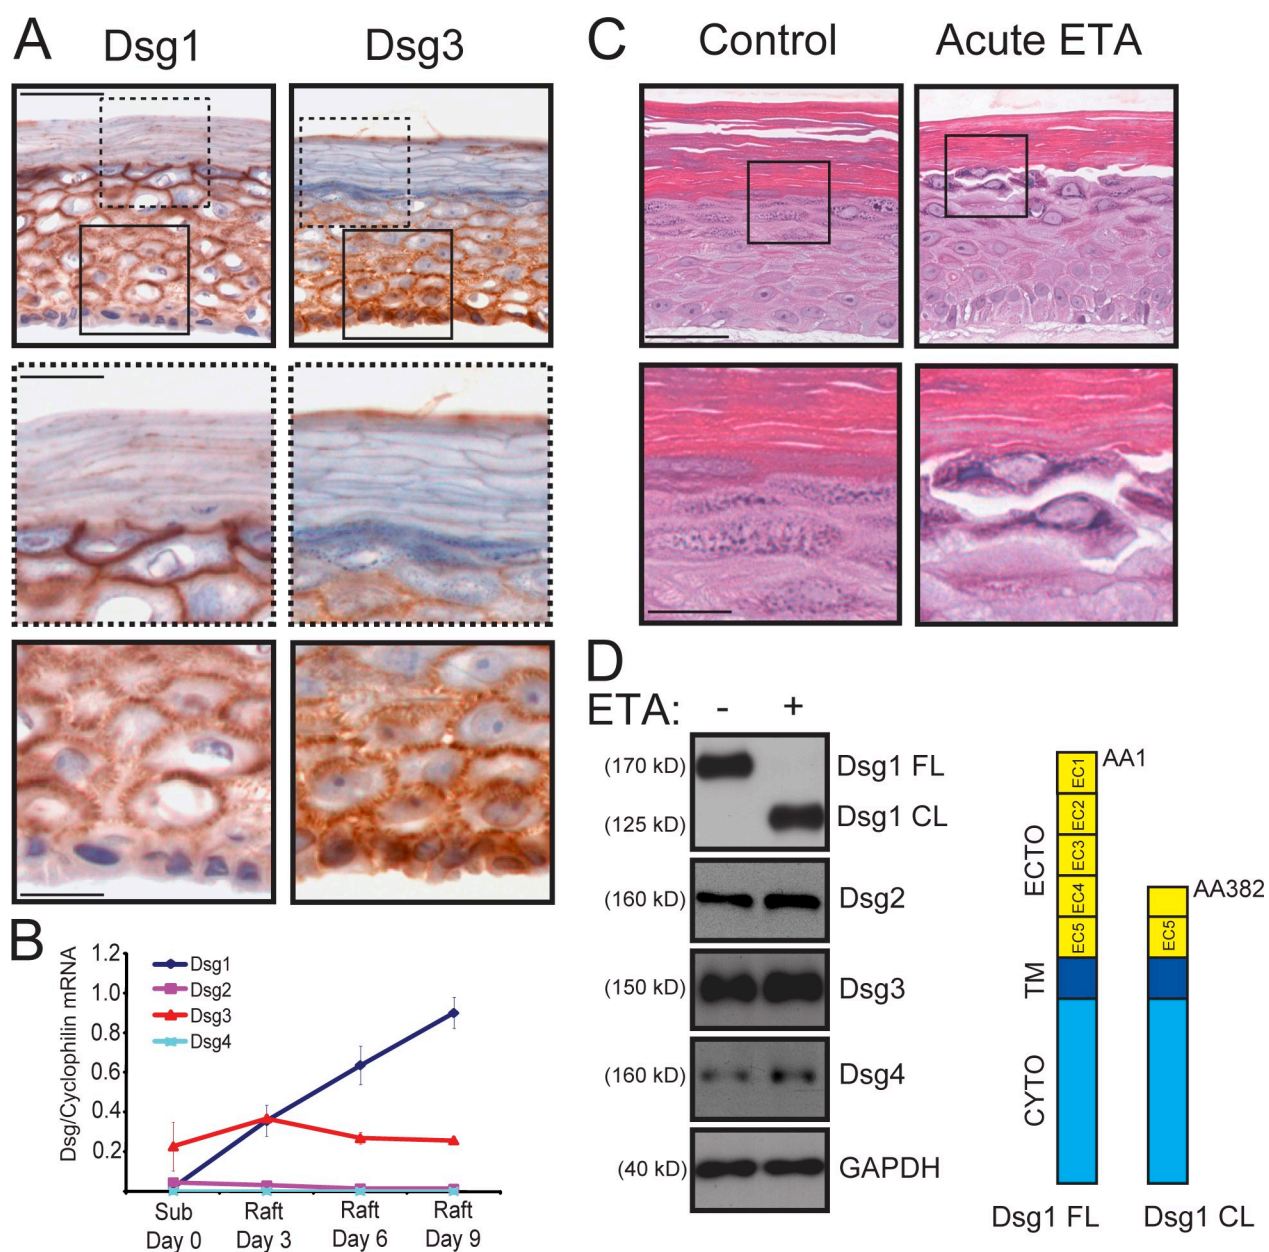 A
Dsg1
Dsg3
B
Dsg/Cyclophilin mRNA
1.2
1.0
0.8
0.6
0.4
0.2
Dsg1
Dsg2
Dsg3
Dsg4
Sub Day 0
Raft Day 3
Raft Day 6
Raft Day 9
C
Control
Acute ETA
D
ETA: - +
(170 kD) Dsg1 FL
(125 kD) Dsg1 CL
(160 kD) Dsg2
(150 kD) Dsg3
(160 kD) Dsg4
(40 kD) GAPDH
ECTO
TM
CYTO
EC1
EC2
EC3
EC4
EC5
AA1
Dsg1 FL
EC5
AA382
Dsg1 CL